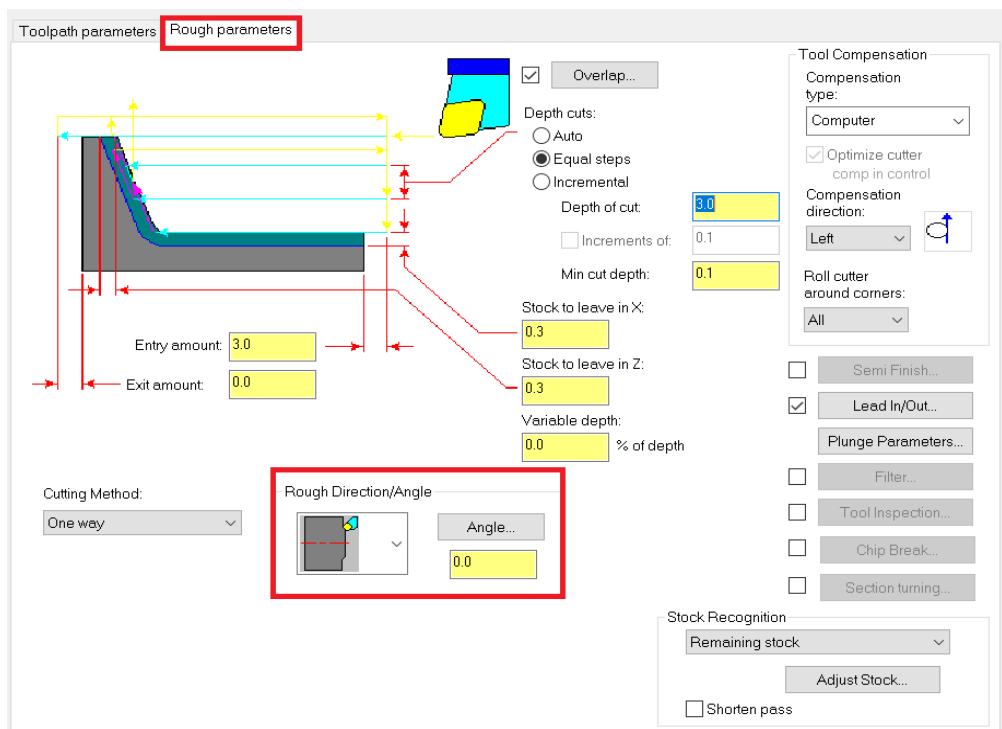 Toolpath parameters Rough parameters
Overlap...
Depth cuts:
Auto
Equal steps
Incremental
Depth of cut: 3.0
Increments of: 0.1
Min cut depth: 0.1
Stock to leave in X:
0.3
Stock to leave in Z:
0.3
Variable depth:
0.0 % of depth
Entry amount: 3.0
Exit amount: 0.0
Cutting Method:
One way
Rough Direction/Angle
Angle...
0.0
Tool Compensation
Compensation
type:
Computer
Optimize cutter
comp in control
Compensation
direction:
Left
Roll cutter
around corners:
All
Semi Finish...
Lead In/Out...
Plunge Parameters...
Filter...
Tool Inspection...
Chip Break...
Section turning...
Stock Recognition
Remaining stock
Adjust Stock...
Shorten pass